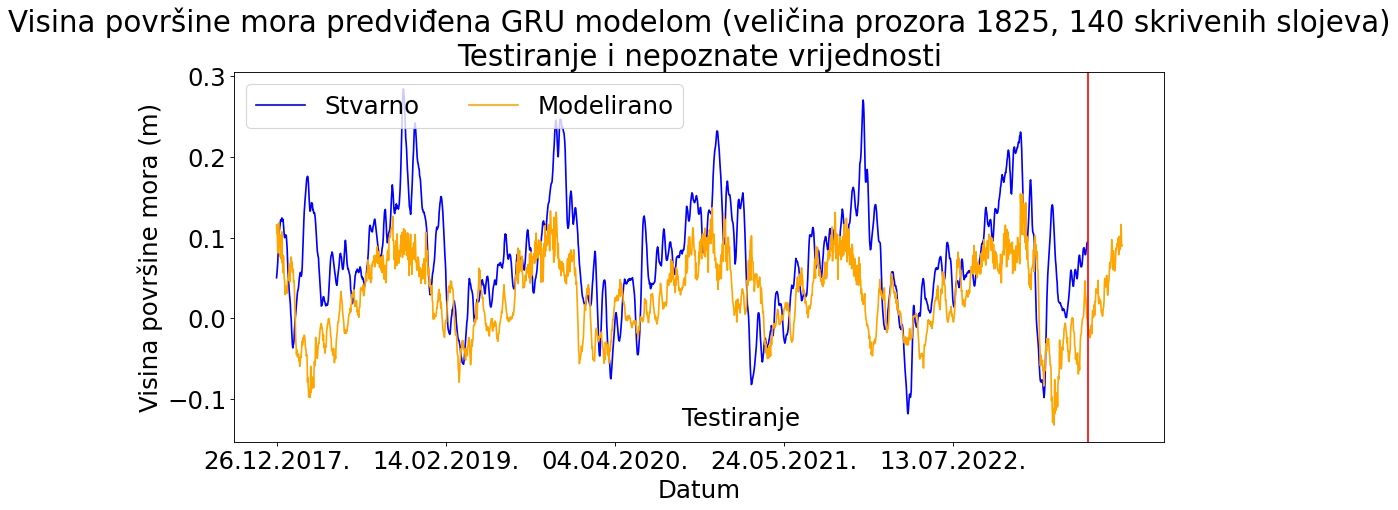 Visina površine mora predviđena GRU modelom (veličina prozora 1825, 140 skrivenih slojeva)
Testiranje i nepoznate vrijednosti
Stvarno Modelirano
Visina površine mora (m)
0.3
0.2
0.1
0.0
−0.1
Testiranje
26.12.2017. 14.02.2019. 04.04.2020. 24.05.2021. 13.07.2022.
Datum